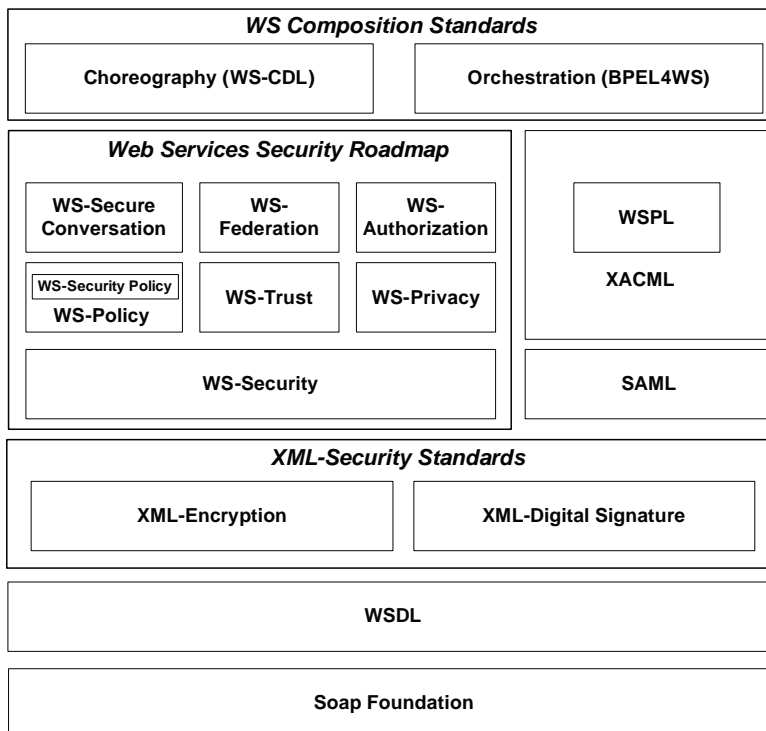 WS Composition Standards
Choreography (WS-CDL)
Orchestration (BPEL4WS)
Web Services Security Roadmap
WS-Secure
Conversation
WS-
Federation
WS-
Authorization
WS-Security Policy
WS-Policy
WS-Trust
WS-Privacy
WS-Security
WSPL
XACML
SAML
XML-Security Standards
XML-Encryption
XML-Digital Signature
WSDL
Soap Foundation